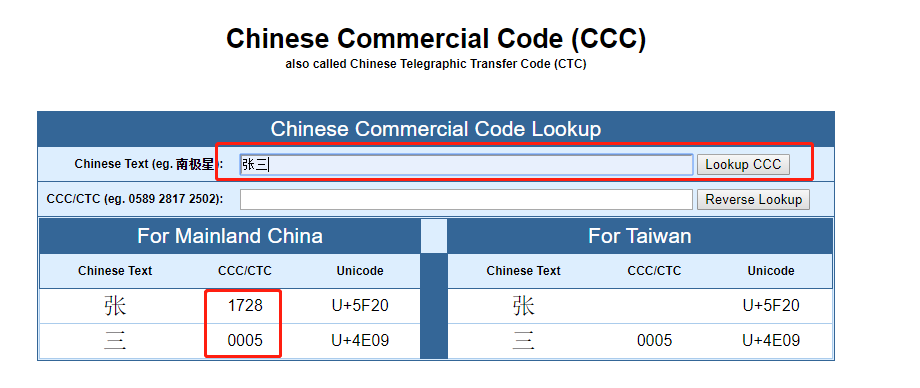 Chinese Commercial Code (CCC)
also called Chinese Telegraphic Transfer Code (CTC)
Chinese Commercial Code Lookup
Chinese Text (eg. 南极星): 张三 Lookup CCC
CCC/CTC (eg. 0589 2817 2502): Reverse Lookup
For Mainland China For Taiwan
Chinese Text CCC/CTC Unicode Chinese Text CCC/CTC Unicode
张 1728 U+5F20 张 U+5F20
三 0005 U+4E09 三 0005 U+4E09